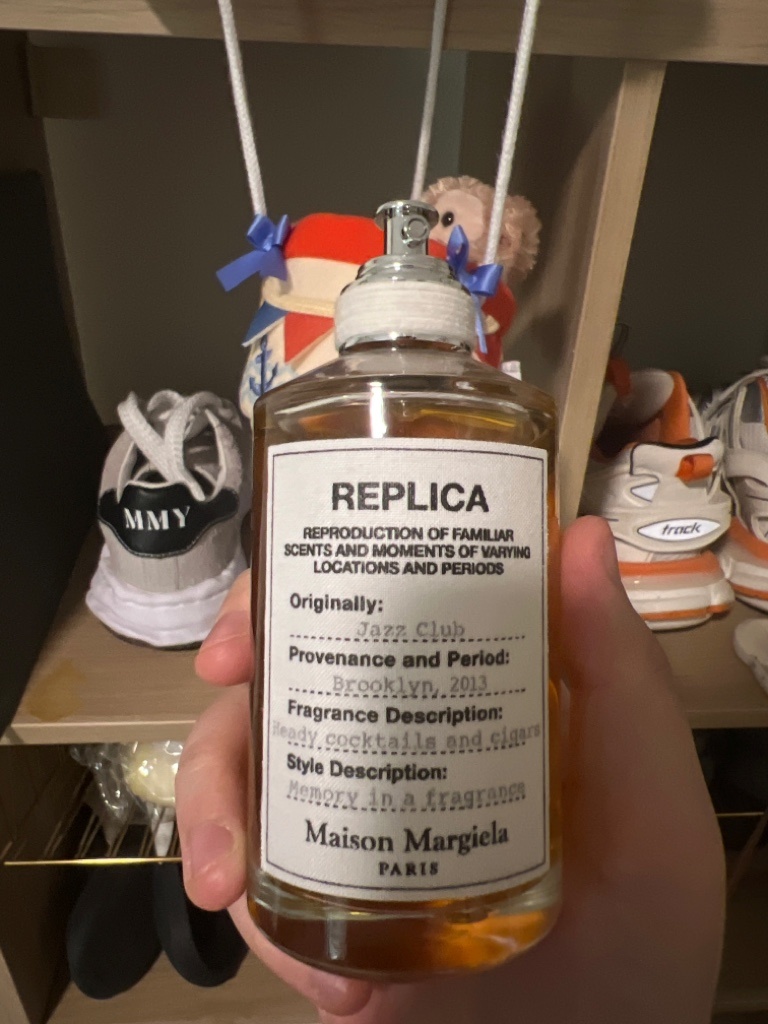 REPLICA
REPRODUCTION OF FAMILIAR
SCENTS AND MOMENTS OF VARYING
LOCATIONS AND PERIODS
Originally:
Jazz Club
Provenance and Period:
Brooklyn, 2013
Fragrance Description:
Heady cocktails and cigars
Style Description:
Memory in a fragrance
Maison Margiela
PARIS
MMY
track